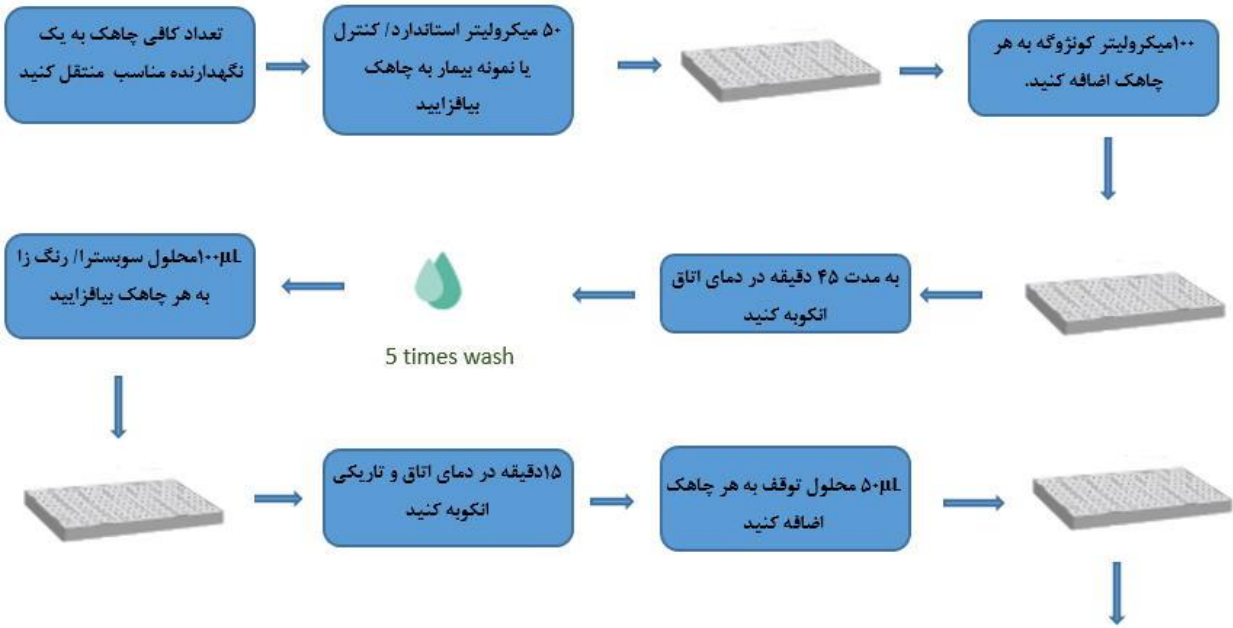 تعداد کافی چاهک به یک
نگهدارنده مناسب منتقل کنید
۵۰ میکرولیتر استاندارد/ کنترل
یا نمونه بیمار به چاهک
بیافزایید
۱۰۰میکرولیتر کونژوگه به هر
چاهک اضافه کنید.
به مدت ۴۵ دقیقه در دمای اتاق
انکوبه کنید
5 times wash
۱۰۰µL محلول سوبسترا/ رنگ زا
به هر چاهک بیافزایید
۱۵دقیقه در دمای اتاق و تاریکی
انکوبه کنید
۵۰µL محلول توقف به هر چاهک
اضافه کنید